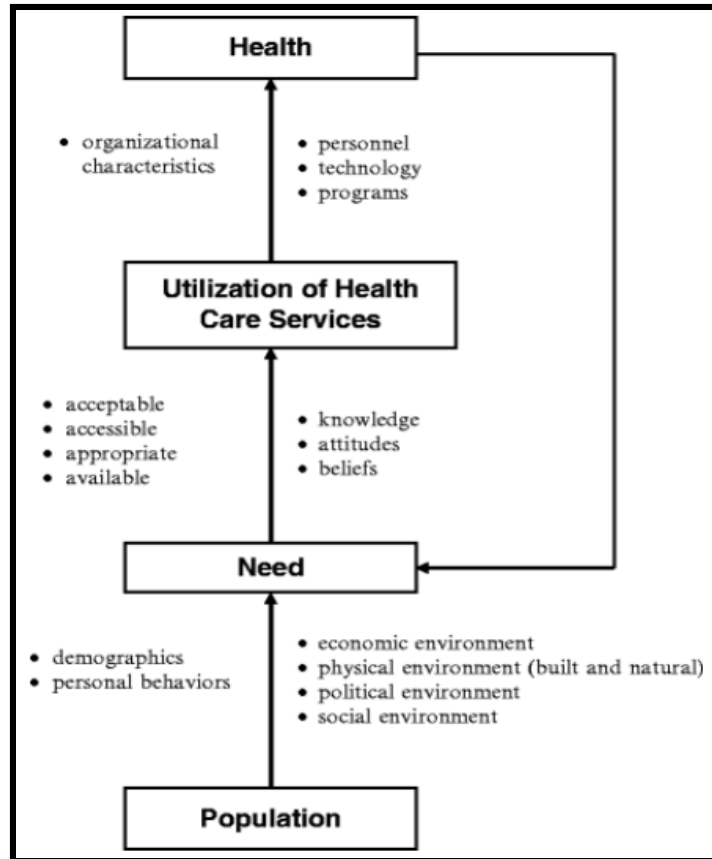 Health
• organizational
characteristics
• personnel
• technology
• programs
Utilization of Health
Care Services
• acceptable
• accessible
• appropriate
• available
• knowledge
• attitudes
• beliefs
Need
• demographics
• personal behaviors
• economic environment
• physical environment (built and natural)
• political environment
• social environment
Population